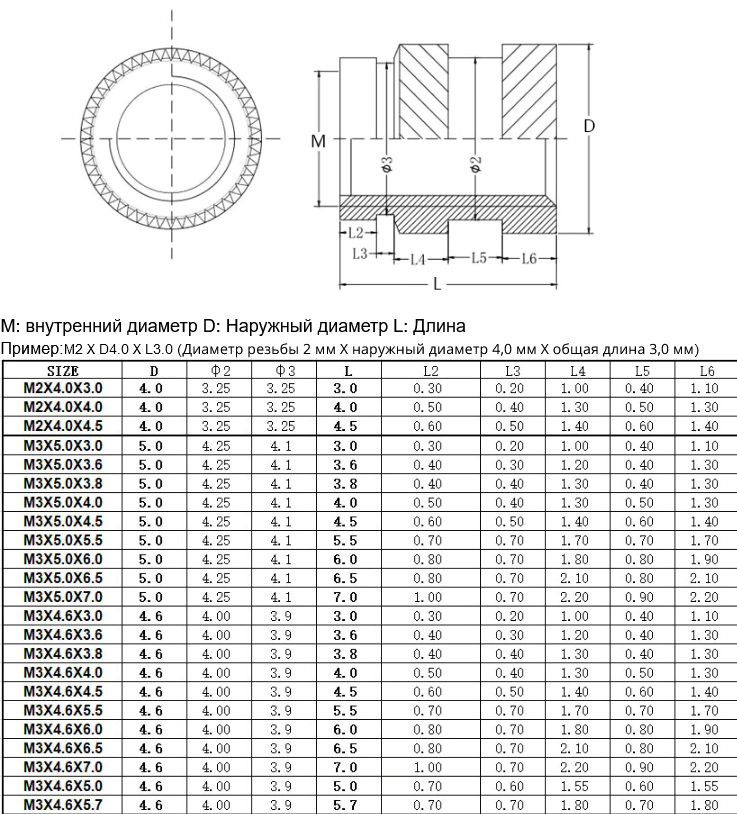 M
Φ3
Φ2
D
L2
L3
L4
L5
L6
L
M: внутренний диаметр D: Наружный диаметр L: Длина
Пример:M2 X D4.0 X L3.0 (Диаметр резьбы 2 мм X наружный диаметр 4,0 мм X общая длина 3,0 мм)
SIZE D Φ2 Φ3 L L2 L3 L4 L5 L6
M2X4.0X3.0 4.0 3.25 3.25 3.0 0.30 0.20 1.00 0.40 1.10
M2X4.0X4.0 4.0 3.25 3.25 4.0 0.50 0.40 1.30 0.50 1.30
M2X4.0X4.5 4.0 3.25 3.25 4.5 0.60 0.50 1.40 0.60 1.40
M3X5.0X3.0 5.0 4.25 4.1 3.0 0.30 0.20 1.00 0.40 1.10
M3X5.0X3.6 5.0 4.25 4.1 3.6 0.40 0.30 1.20 0.40 1.30
M3X5.0X3.8 5.0 4.25 4.1 3.8 0.40 0.40 1.30 0.40 1.30
M3X5.0X4.0 5.0 4.25 4.1 4.0 0.50 0.40 1.30 0.50 1.30
M3X5.0X4.5 5.0 4.25 4.1 4.5 0.60 0.50 1.40 0.60 1.40
M3X5.0X5.5 5.0 4.25 4.1 5.5 0.70 0.70 1.70 0.70 1.70
M3X5.0X6.0 5.0 4.25 4.1 6.0 0.80 0.70 1.80 0.80 1.90
M3X5.0X6.5 5.0 4.25 4.1 6.5 0.80 0.70 2.10 0.80 2.10
M3X5.0X7.0 5.0 4.25 4.1 7.0 1.00 0.70 2.20 0.90 2.20
M3X4.6X3.0 4.6 4.00 3.9 3.0 0.30 0.20 1.00 0.40 1.10
M3X4.6X3.6 4.6 4.00 3.9 3.6 0.40 0.30 1.20 0.40 1.30
M3X4.6X3.8 4.6 4.00 3.9 3.8 0.40 0.40 1.30 0.40 1.30
M3X4.6X4.0 4.6 4.00 3.9 4.0 0.50 0.40 1.30 0.50 1.30
M3X4.6X4.5 4.6 4.00 3.9 4.5 0.60 0.50 1.40 0.60 1.40
M3X4.6X5.5 4.6 4.00 3.9 5.5 0.70 0.70 1.70 0.70 1.70
M3X4.6X6.0 4.6 4.00 3.9 6.0 0.80 0.70 1.80 0.80 1.90
M3X4.6X6.5 4.6 4.00 3.9 6.5 0.80 0.70 2.10 0.80 2.10
M3X4.6X7.0 4.6 4.00 3.9 7.0 1.00 0.70 2.20 0.90 2.20
M3X4.6X5.0 4.6 4.00 3.9 5.0 0.70 0.60 1.55 0.60 1.55
M3X4.6X5.7 4.6 4.00 3.9 5.7 0.70 0.70 1.80 0.70 1.80